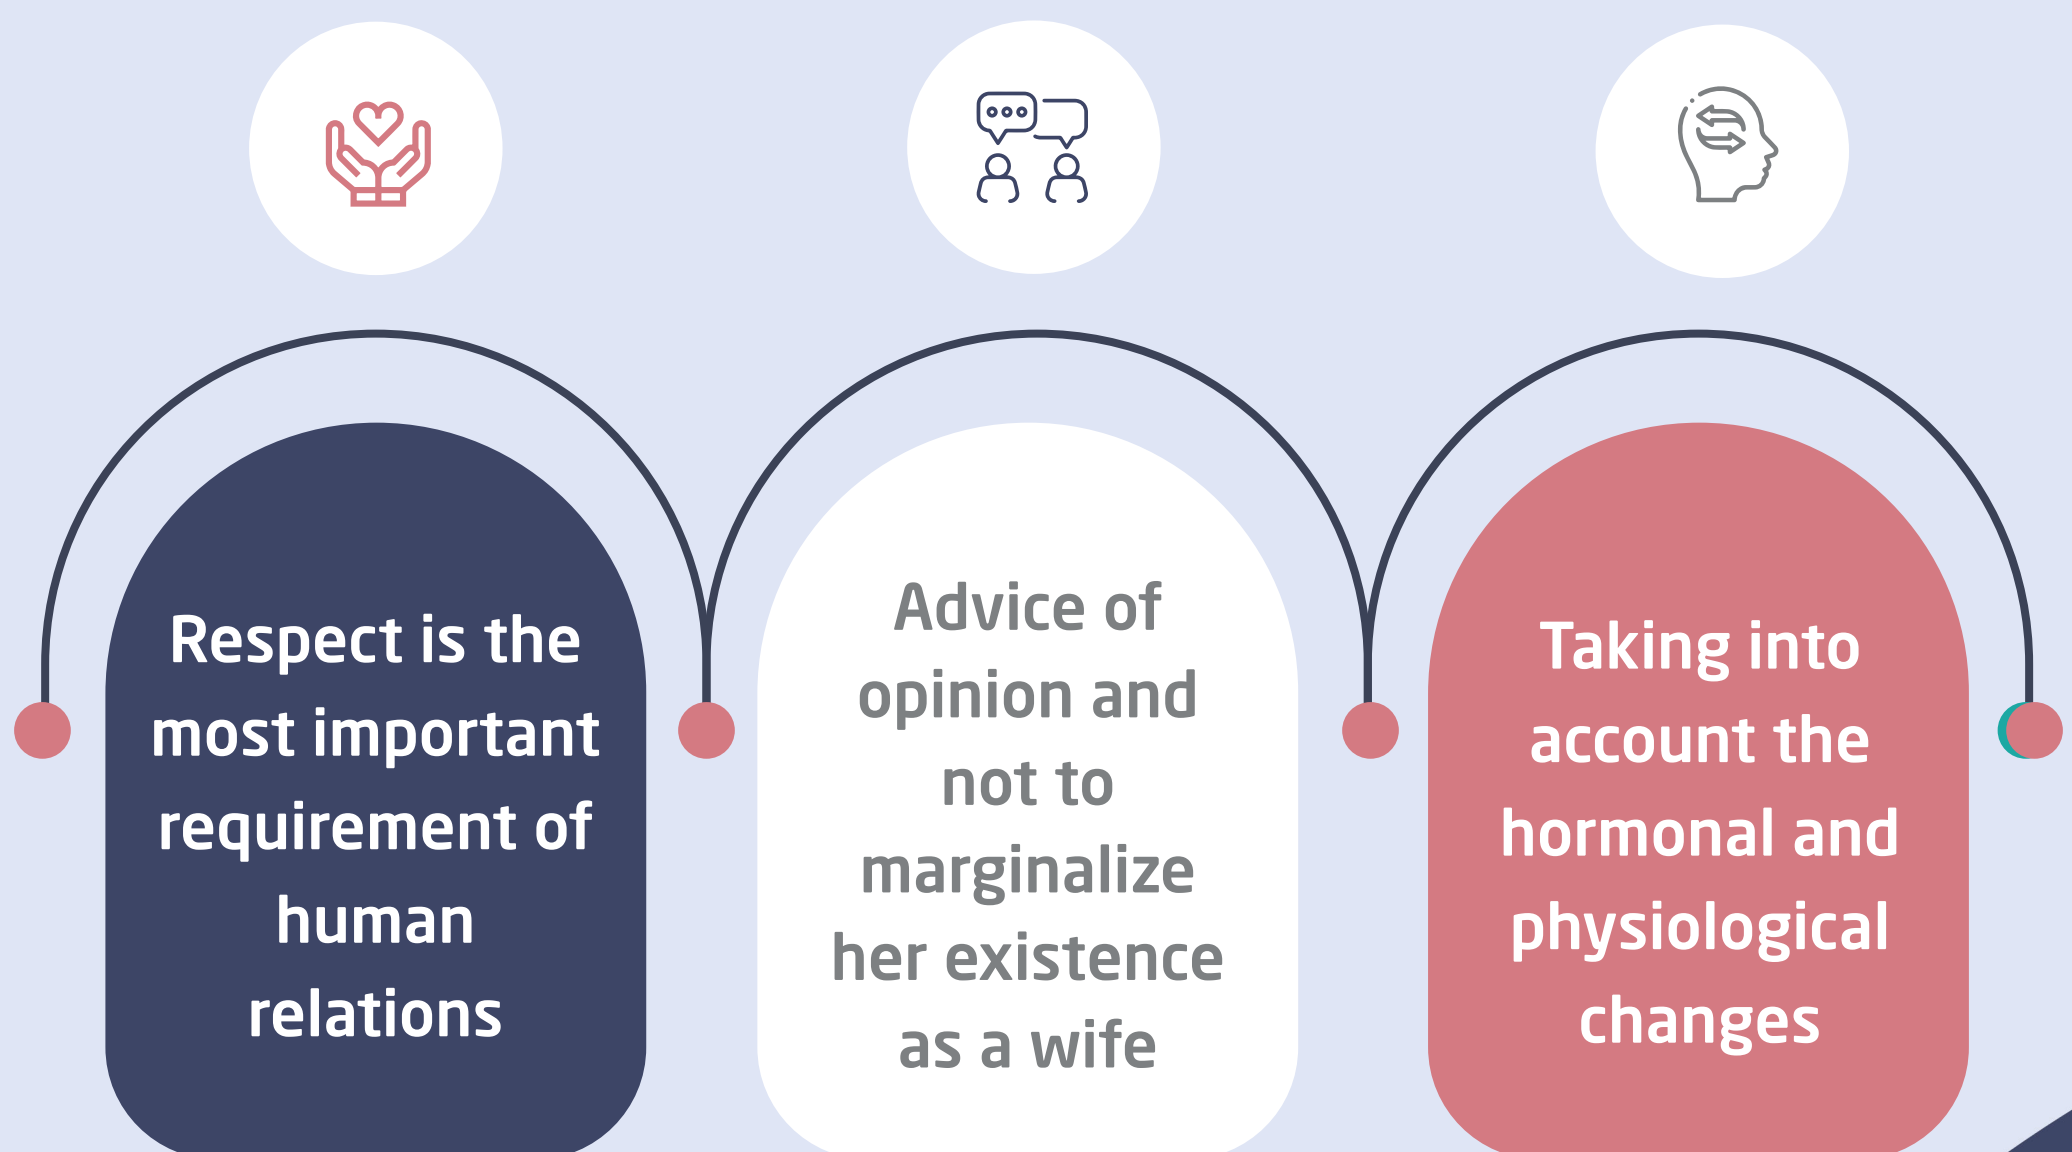 Respect is the
most important
requirement of
human
relations
Advice of
opinion and
not to
marginalize
her existence
as a wife
Taking into
account the
hormonal and
physiological
changes